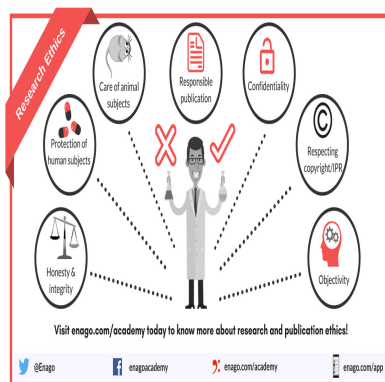 Research Ethics
Care of animal
subjects
Responsible
publication
Confidentiality
Protection of
human subjects
Respecting
copyright/IPR
Honesty &
integrity
Objectivity
Visit enago.com/academy today to know more about research and publication ethics!
@Enago
enagoacademy
enago.com/academy
enago.com/app